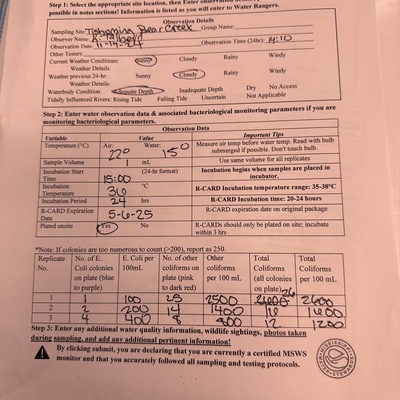 Step 1: Select the appropriate site location, then Enter
possible in notes sections! Information is listed as you will enter to Water Rangers.
Observation Details
Sampling Site: Tishomingo Bear Creek Group Name:
Observer Name:
Observation Date: 11-14-24 Observation Time (24hr): 14:10
Other Testers:
Current Weather Conditions: Sunny Cloudy Rainy Windy
Weather Details:
Weather previous 24-hr: Sunny Cloudy Rainy Windy
Weather Details:
Waterbody Condition: Adequate Depth Inadequate Depth Dry No Access
Tidally Influenced Rivers: Rising Tide Falling Tide Uncertain Not Applicable
Step 2: Enter water observations & associated bacteriological monitoring parameters if you are
monitoring bacteriological parameters.
Observation Data
Variable Value Important Tips
Temperature (°C) Air: 22° Water: 15° Measure air temp before water temp. Read with bulb
submerged if possible. Don't touch bulb.
Sample Volume 1 mL Use same volume for all replicates
Incubation Start Time 15:00 (24-hr format) Incubation begins when samples are placed in
incubator.
Incubation Temperature 36 °C R-CARD Incubation temperature range: 35-38°C
Incubation Period 24 hrs R-CARD Incubation time: 20-24 hours
R-CARD Expiration Date 5-6-25 R-CARD expiration date on original package
Plated onsite Yes No R-CARDs should only be plated on site; incubate
within 3 hrs
*Note: If colonies are too numerous to count (>200), report as 250.
Replicate No. No. of E. Coli colonies on plate (blue to purple) E. Coli per 100mL No. of other coliforms on plate (pink to dark red) Other coliforms per 100 mL Total Coliforms (all colonies on plate) Total Coliforms per 100 mL
1 1 100 25 2500 2600 26 2600
2 2 200 14 1400 16 1600
3 4 400 8 800 12 1200
Step 3: Enter any additional water quality information, wildlife sightings, photos taken
during sampling, and add any additional pertinent information!
By clicking submit, you are declaring that you are currently a certified MSWS
monitor and that you accurately followed all sampling and testing protocols.